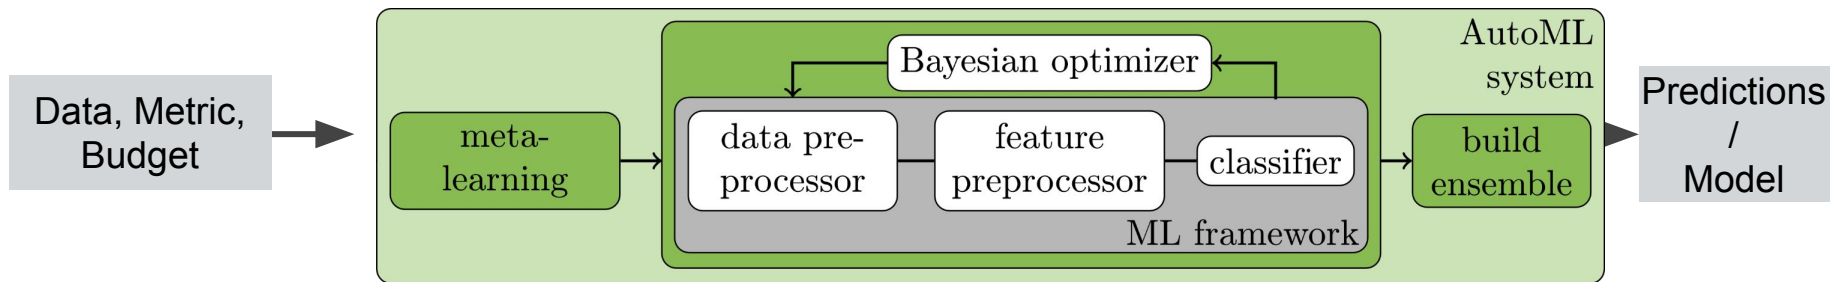 Data, Metric,
Budget
meta-
learning
Bayesian optimizer
data pre-
processor
feature
preprocessor
classifier
ML framework
AutoML
system
build
ensemble
Predictions
/
Model